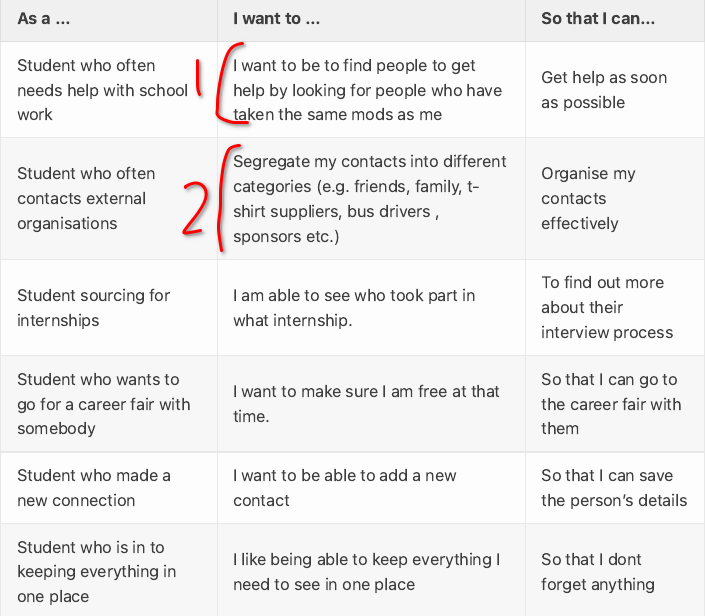 As a ...
I want to ...
So that I can...
Student who often
needs help with school
work
1
I want to be to find people to get
help by looking for people who have
taken the same mods as me
Get help as soon
as possible
Student who often
contacts external
organisations
2
Segregate my contacts into different
categories (e.g. friends, family, t-
shirt suppliers, bus drivers ,
sponsors etc.)
Organise my
contacts
effectively
Student sourcing for
internships
I am able to see who took part in
what internship.
To find out more
about their
interview process
Student who wants to
go for a career fair with
somebody
I want to make sure I am free at that
time.
So that I can go to
the career fair with
them
Student who made a
new connection
I want to be able to add a new
contact
So that I can save
the person’s details
Student who is in to
keeping everything in
one place
I like being able to keep everything I
need to see in one place
So that I dont
forget anything